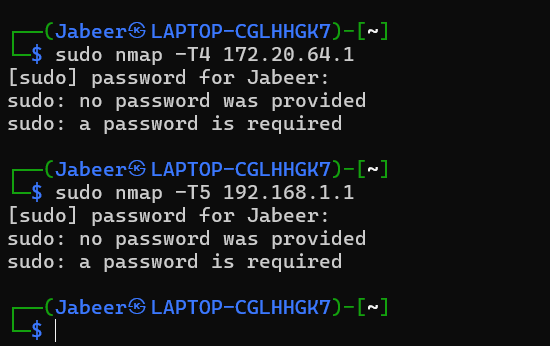 ┌──(Jabeer㉿LAPTOP-CGLHHGK7)-[~]
└─$ sudo nmap -T4 172.20.64.1
[sudo] password for Jabeer:
sudo: no password was provided
sudo: a password is required
┌──(Jabeer㉿LAPTOP-CGLHHGK7)-[~]
└─$ sudo nmap -T5 192.168.1.1
[sudo] password for Jabeer:
sudo: no password was provided
sudo: a password is required
┌──(Jabeer㉿LAPTOP-CGLHHGK7)-[~]
└─$